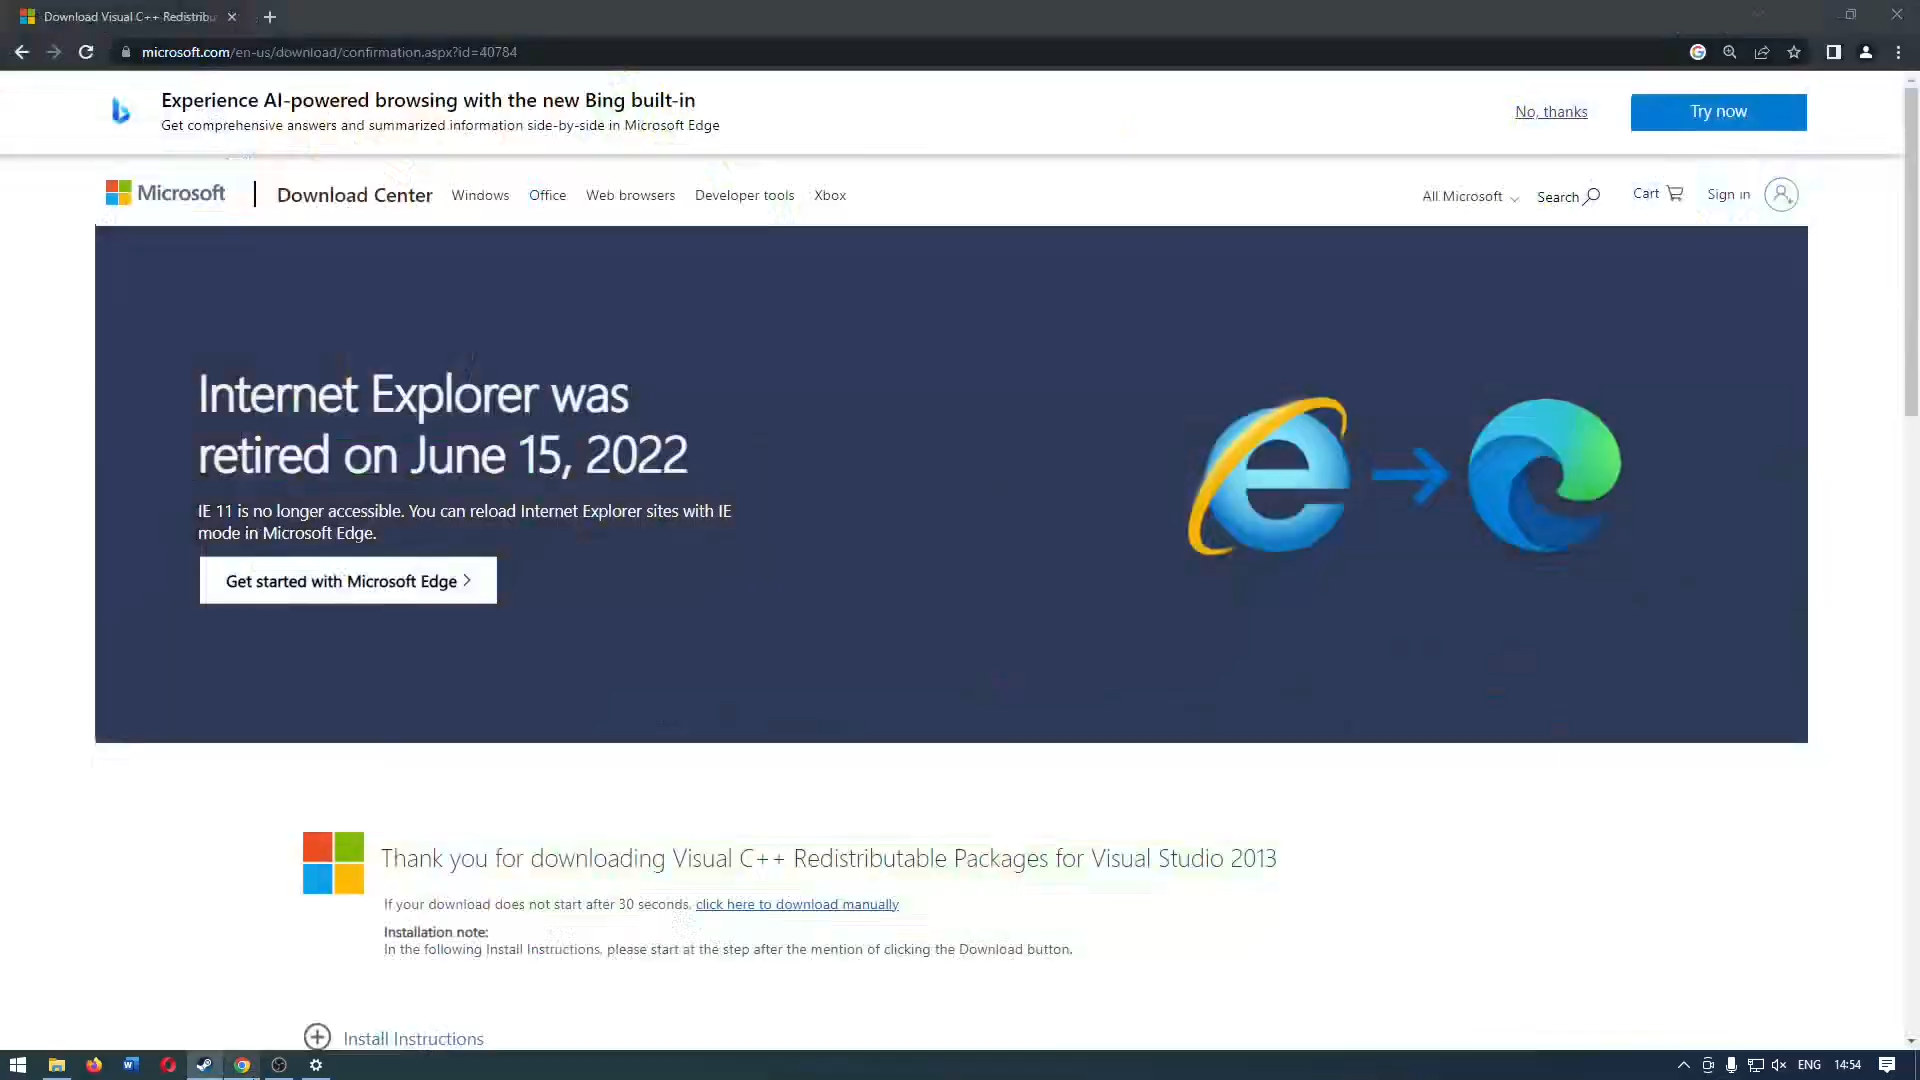 Download Visual C++ Redistribu
microsoft.com/en-us/download/confirmation.aspx?id=40784
Experience AI-powered browsing with the new Bing built-in
Get comprehensive answers and summarized information side-by-side in Microsoft Edge
No, thanks
Try now
Microsoft
Download Center
Windows
Office
Web browsers
Developer tools
Xbox
All Microsoft
Search
Cart
Sign in
Internet Explorer was
retired on June 15, 2022
IE 11 is no longer accessible. You can reload Internet Explorer sites with IE
mode in Microsoft Edge.
Get started with Microsoft Edge
Thank you for downloading Visual C++ Redistributable Packages for Visual Studio 2013
If your download does not start after 30 seconds, click here to download manually
Installation note:
In the following Install Instructions, please start at the step after the mention of clicking the Download button.
Install Instructions
ENG
14:54